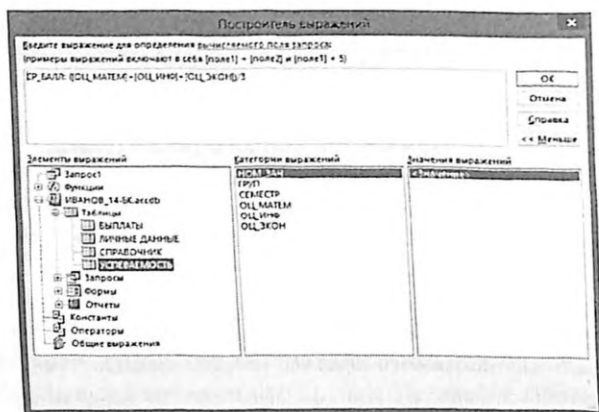 Построитель выражений
Введите выражение для определения вычисляемого поля запроса:
(примеры выражений включают в себя [поле1] + [поле2] и [поле1] < 5)
СР_БАЛЛ: ([ОЦ_МАТЕМ]+[ОЦ_ИНФ]+[ОЦ_ЭКОН])/3
ОК
Отмена
Справка
<< Меньше
Элементы выражений
Запрос1
Функции
ИВАНОВ_14-БК.accdb
Таблицы
ВЫПЛАТЫ
ЛИЧНЫЕ ДАННЫЕ
СПРАВОЧНИК
УСПЕВАЕМОСТЬ
Запросы
Формы
Отчеты
Константы
Операторы
Общие выражения
Категории выражений
НОМ_ЗАЧ
ГРУП
СЕМЕСТР
ОЦ_МАТЕМ
ОЦ_ИНФ
ОЦ_ЭКОН
Значения выражений
<Значение>